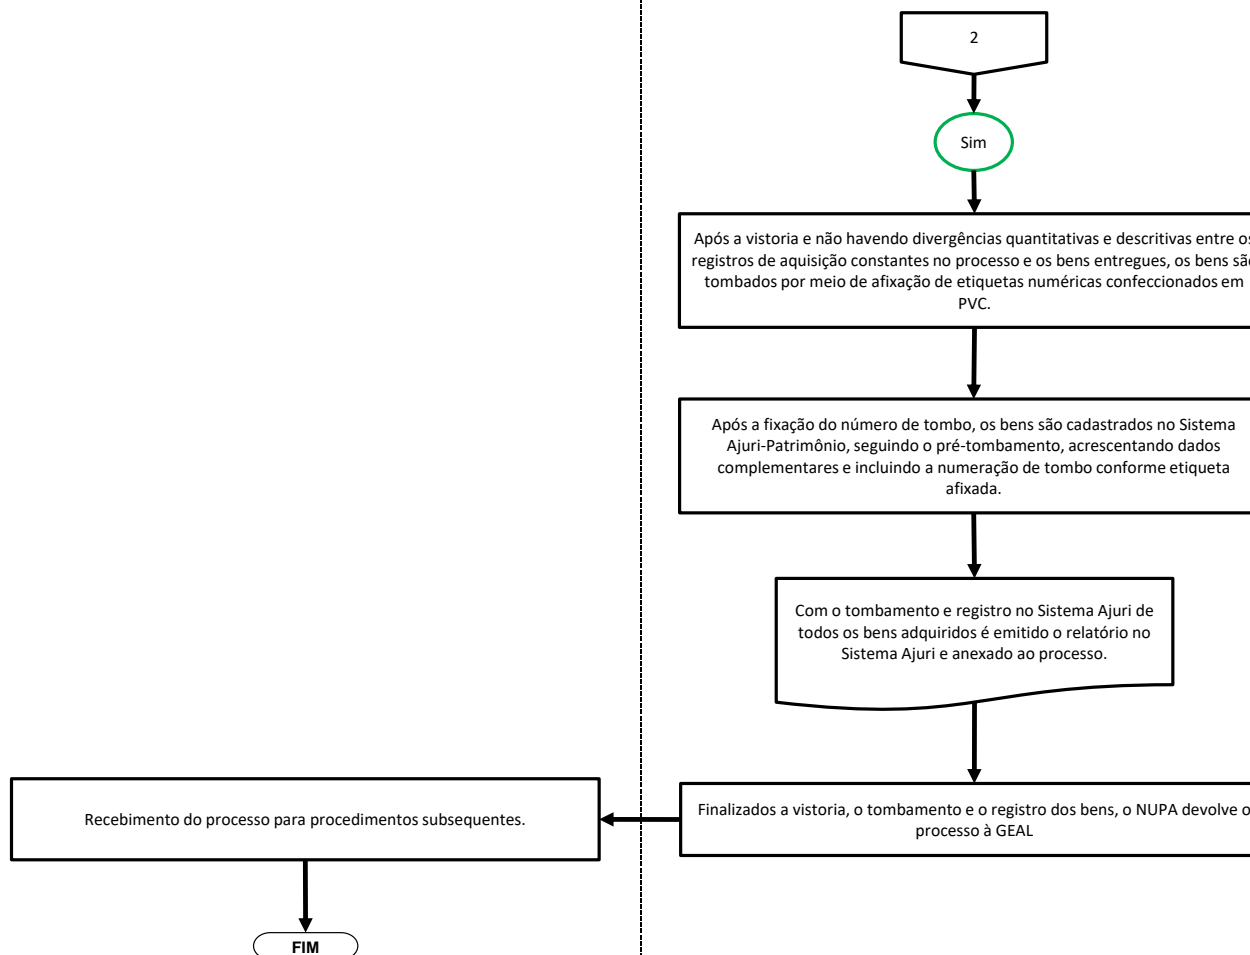 2
Sim
Após a vistoria e não havendo divergências quantitativas e descritivas entre os
registros de aquisição constantes no processo e os bens entregues, os bens são
tombados por meio de afixação de etiquetas numéricas confeccionados em
PVC.
Após a fixação do número de tombo, os bens são cadastrados no Sistema
Ajuri-Patrimônio, seguindo o pré-tombamento, acrescentando dados
complementares e incluindo a numeração de tombo conforme etiqueta
afixada.
Com o tombamento e registro no Sistema Ajuri de
todos os bens adquiridos é emitido o relatório no
Sistema Ajuri e anexado ao processo.
Finalizados a vistoria, o tombamento e o registro dos bens, o NUPA devolve o
processo à GEAL
Recebimento do processo para procedimentos subsequentes.
FIM